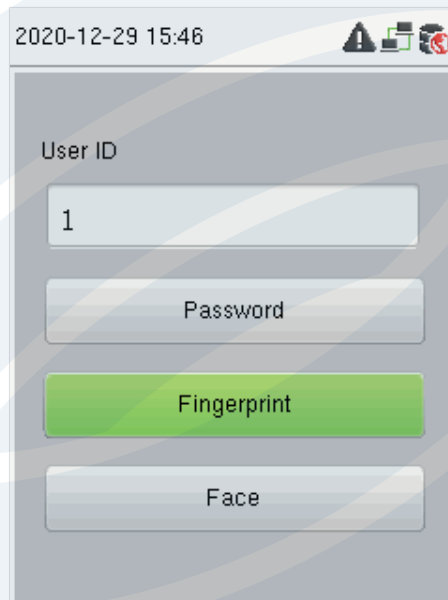 2020-12-29 15:46
User ID
1
Password
Fingerprint
Face